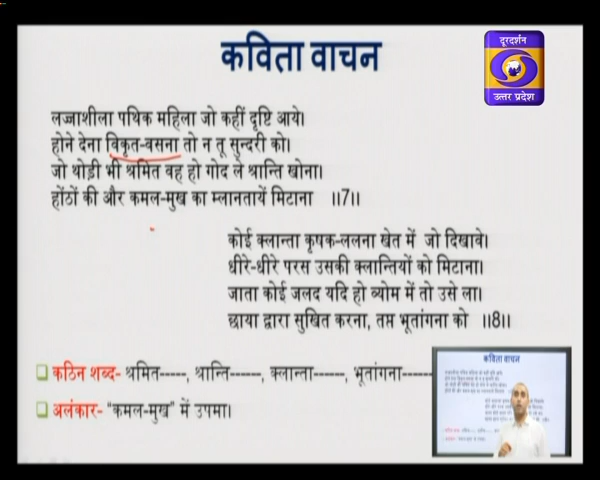 कविता वाचन
दूरदर्शन
उत्तर प्रदेश
लज्जाशीला पथिक महिला जो कहीं दृष्टि आये।
होने देना विकृत-वसना तो न तू सुन्दरी को।
जो थोड़ी भी श्रमित वह हो गोद ले श्रान्ति खोना।
होंठों की और कमल-मुख का म्लानतायें मिटाना ।।7।।
कोई क्लान्ता कृषक-ललना खेत में जो दिखावे।
धीरे-धीरे परस उसकी क्लान्तियों को मिटाना।
जाता कोई जलद यदि हो व्योम में तो उसे ला।
छाया द्वारा सुखित करना, तप्त भूतांगना को ।।8।।
कठिन शब्द- श्रमित-----, श्रान्ति------, क्लान्ता-----, भूतांगना-----
अलंकार- “कमल-मुख” में उपमा।
कविता वाचन